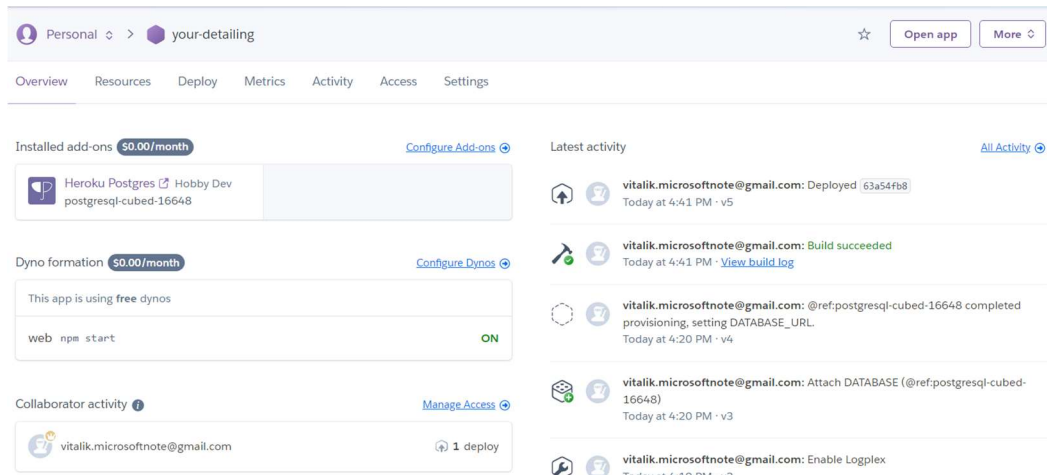 Personal > your-detailing
Open app
More
Overview Resources Deploy Metrics Activity Access Settings
Installed add-ons $0.00/month Configure Add-ons
Heroku Postgres Hobby Dev
postgresql-cubed-16648
Dyno formation $0.00/month Configure Dynos
This app is using free dynos
web npm start ON
Collaborator activity Manage Access
vitalik.microsoftnote@gmail.com 1 deploy
Latest activity All Activity
vitalik.microsoftnote@gmail.com: Deployed 63a54fb8
Today at 4:41 PM · v5
vitalik.microsoftnote@gmail.com: Build succeeded
Today at 4:41 PM · View build log
vitalik.microsoftnote@gmail.com: @ref:postgresql-cubed-16648 completed
provisioning, setting DATABASE_URL.
Today at 4:20 PM · v4
vitalik.microsoftnote@gmail.com: Attach DATABASE (@ref:postgresql-cubed-
16648)
Today at 4:20 PM · v3
vitalik.microsoftnote@gmail.com: Enable Logplex